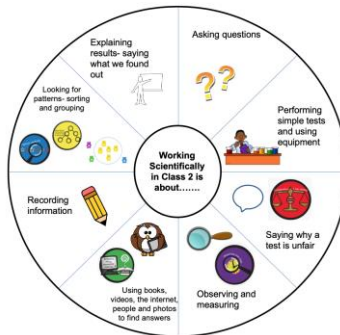 Asking questions
Performing
simple tests and
using
equipment
Saying why a
test is unfair
Observing and
measuring
Using books,
videos, the internet,
people and photos
to find answers
Recording
information
Looking for
patterns- sorting
and grouping
Explaining
results- saying
what we found
out
Working
Scientifically
in Class 2 is
about…….